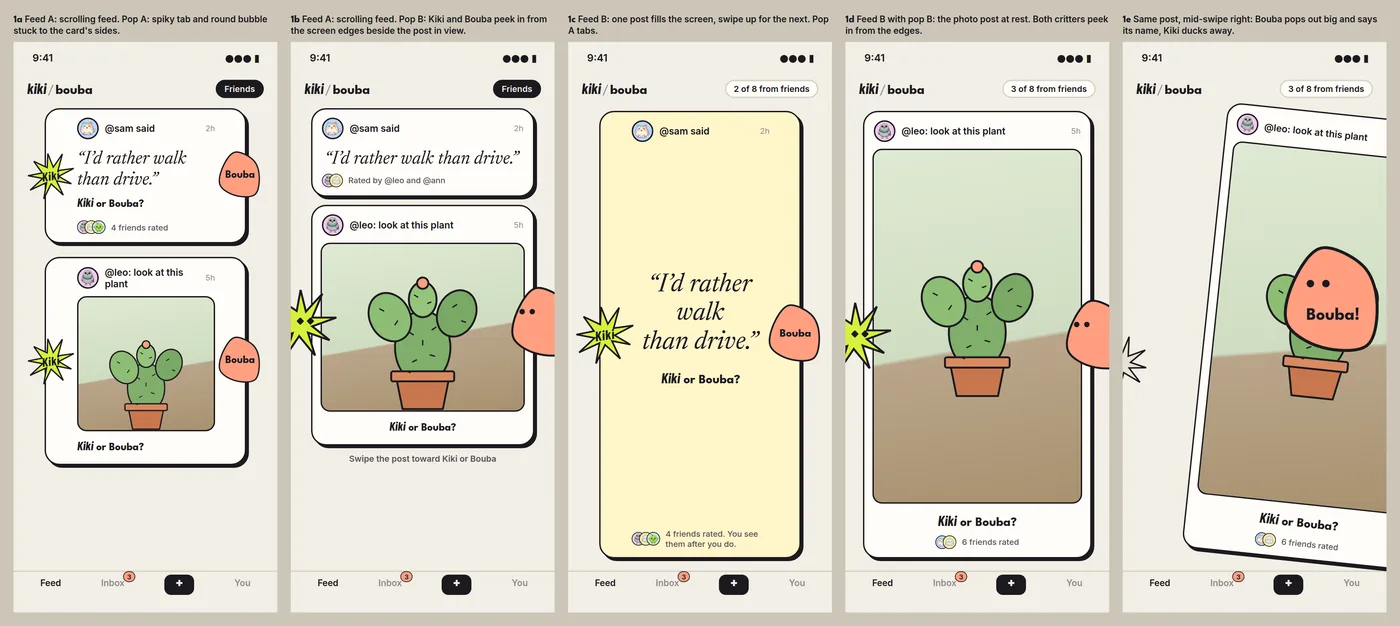 1a Feed A: scrolling feed. Pop A: spiky tab and round bubble
stuck to the card's sides.
9:41
kiki / bouba
Friends
@sam said
2h
“I’d rather walk
than drive.”
Kiki
Bouba
Kiki or Bouba?
4 friends rated
@leo: look at this
plant
5h
Kiki
Bouba
Kiki or Bouba?
Feed
Inbox
3
+
You
1b Feed A: scrolling feed. Pop B: Kiki and Bouba peek in from
the screen edges beside the post in view.
9:41
kiki / bouba
Friends
@sam said
2h
“I’d rather walk than drive.”
Rated by @leo and @ann
@leo: look at this plant
5h
Kiki or Bouba?
Swipe the post toward Kiki or Bouba
Feed
Inbox
3
+
You
1c Feed B: one post fills the screen, swipe up for the next. Pop
A tabs.
9:41
kiki / bouba
2 of 8 from friends
@sam said
2h
“I’d rather
walk
than drive.”
Kiki
Bouba
Kiki or Bouba?
4 friends rated. You see
them after you do.
Feed
Inbox
3
+
You
1d Feed B with pop B: the photo post at rest. Both critters peek
in from the edges.
9:41
kiki / bouba
3 of 8 from friends
@leo: look at this plant
5h
Kiki or Bouba?
6 friends rated
Feed
Inbox
3
+
You
1e Same post, mid-swipe right: Bouba pops out big and says
its name, Kiki ducks away.
9:41
kiki / bouba
3 of 8 from friends
@leo: look at this plant
Bouba!
Kiki or Bouba?
6 friends rated
Feed
Inbox
3
+
You